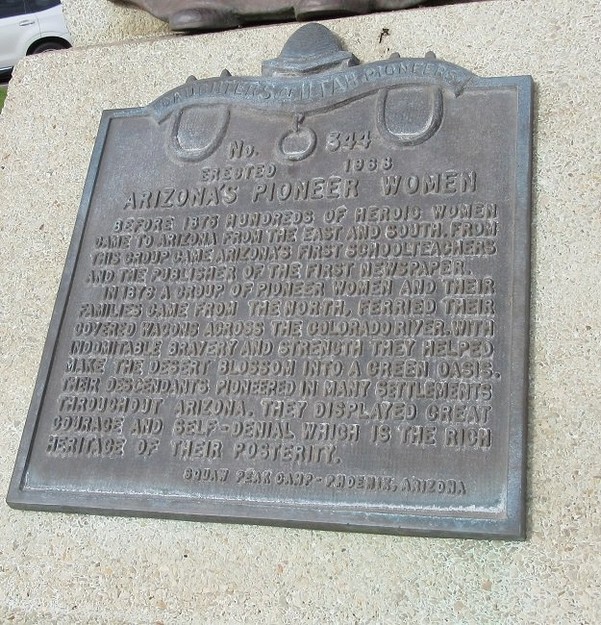 DAUGHTERS OF UTAH PIONEERS
No. 344
ERECTED 1968
ARIZONA'S PIONEER WOMEN
BEFORE 1875 HUNDREDS OF HEROIC WOMEN
CAME TO ARIZONA FROM THE EAST AND SOUTH. FROM
THIS GROUP CAME ARIZONA'S FIRST SCHOOLTEACHERS
AND THE PUBLISHER OF THE FIRST NEWSPAPER.
IN 1876 A GROUP OF PIONEER WOMEN AND THEIR
FAMILIES CAME FROM THE NORTH, FERRIED THEIR
COVERED WAGONS ACROSS THE COLORADO RIVER. WITH
INDOMITABLE BRAVERY AND STRENGTH THEY HELPED
MAKE THE DESERT BLOSSOM INTO A GREEN OASIS.
THEIR DESCENDANTS PIONEERED IN MANY SETTLEMENTS
THROUGHOUT ARIZONA. THEY DISPLAYED GREAT
COURAGE AND SELF-DENIAL WHICH IS THE RICH
HERITAGE OF THEIR POSTERITY.
SQUAW PEAK CAMP - PHOENIX, ARIZONA